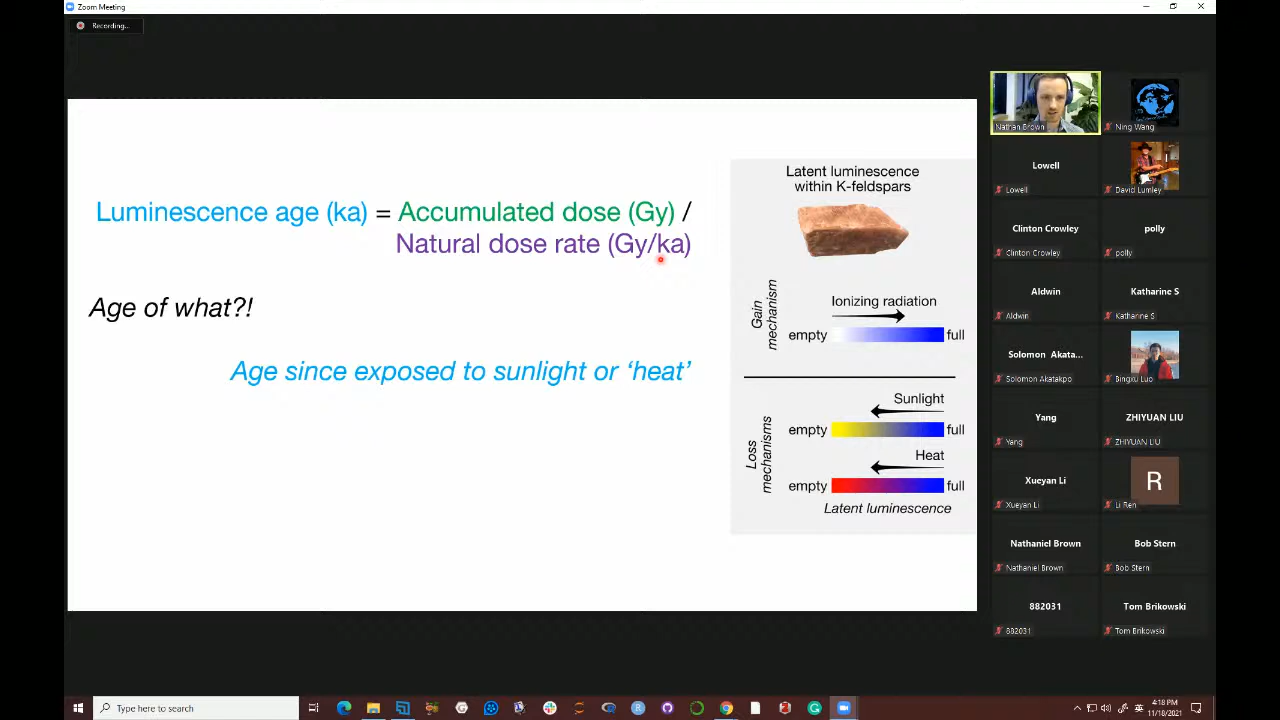 Zoom Meeting
Recording...
Luminescence age (ka) = Accumulated dose (Gy) /
Natural dose rate (Gy/ka)
Age of what?!
Age since exposed to sunlight or ‘heat’
Latent luminescence
within K-feldspars
Gain
mechanism
Ionizing radiation
empty
full
Loss
mechanisms
Sunlight
empty
full
Heat
empty
full
Latent luminescence
Nathan Brown
Ning Wang
Lowell
Lowell
David Lumley
Clinton Crowley
Clinton Crowley
polly
polly
Aldwin
Aldwin
Katharine S
Katharine S
Solomon Akata...
Solomon Akatakpo
Bingxu Luo
Yang
Yang
ZHIYUAN LIU
ZHIYUAN LIU
Xueyan Li
Xueyan Li
R
Li Ren
Nathaniel Brown
Nathaniel Brown
Bob Stern
Bob Stern
882031
882031
Tom Brikowski
Tom Brikowski
Type here to search
4:18 PM
11/18/2021